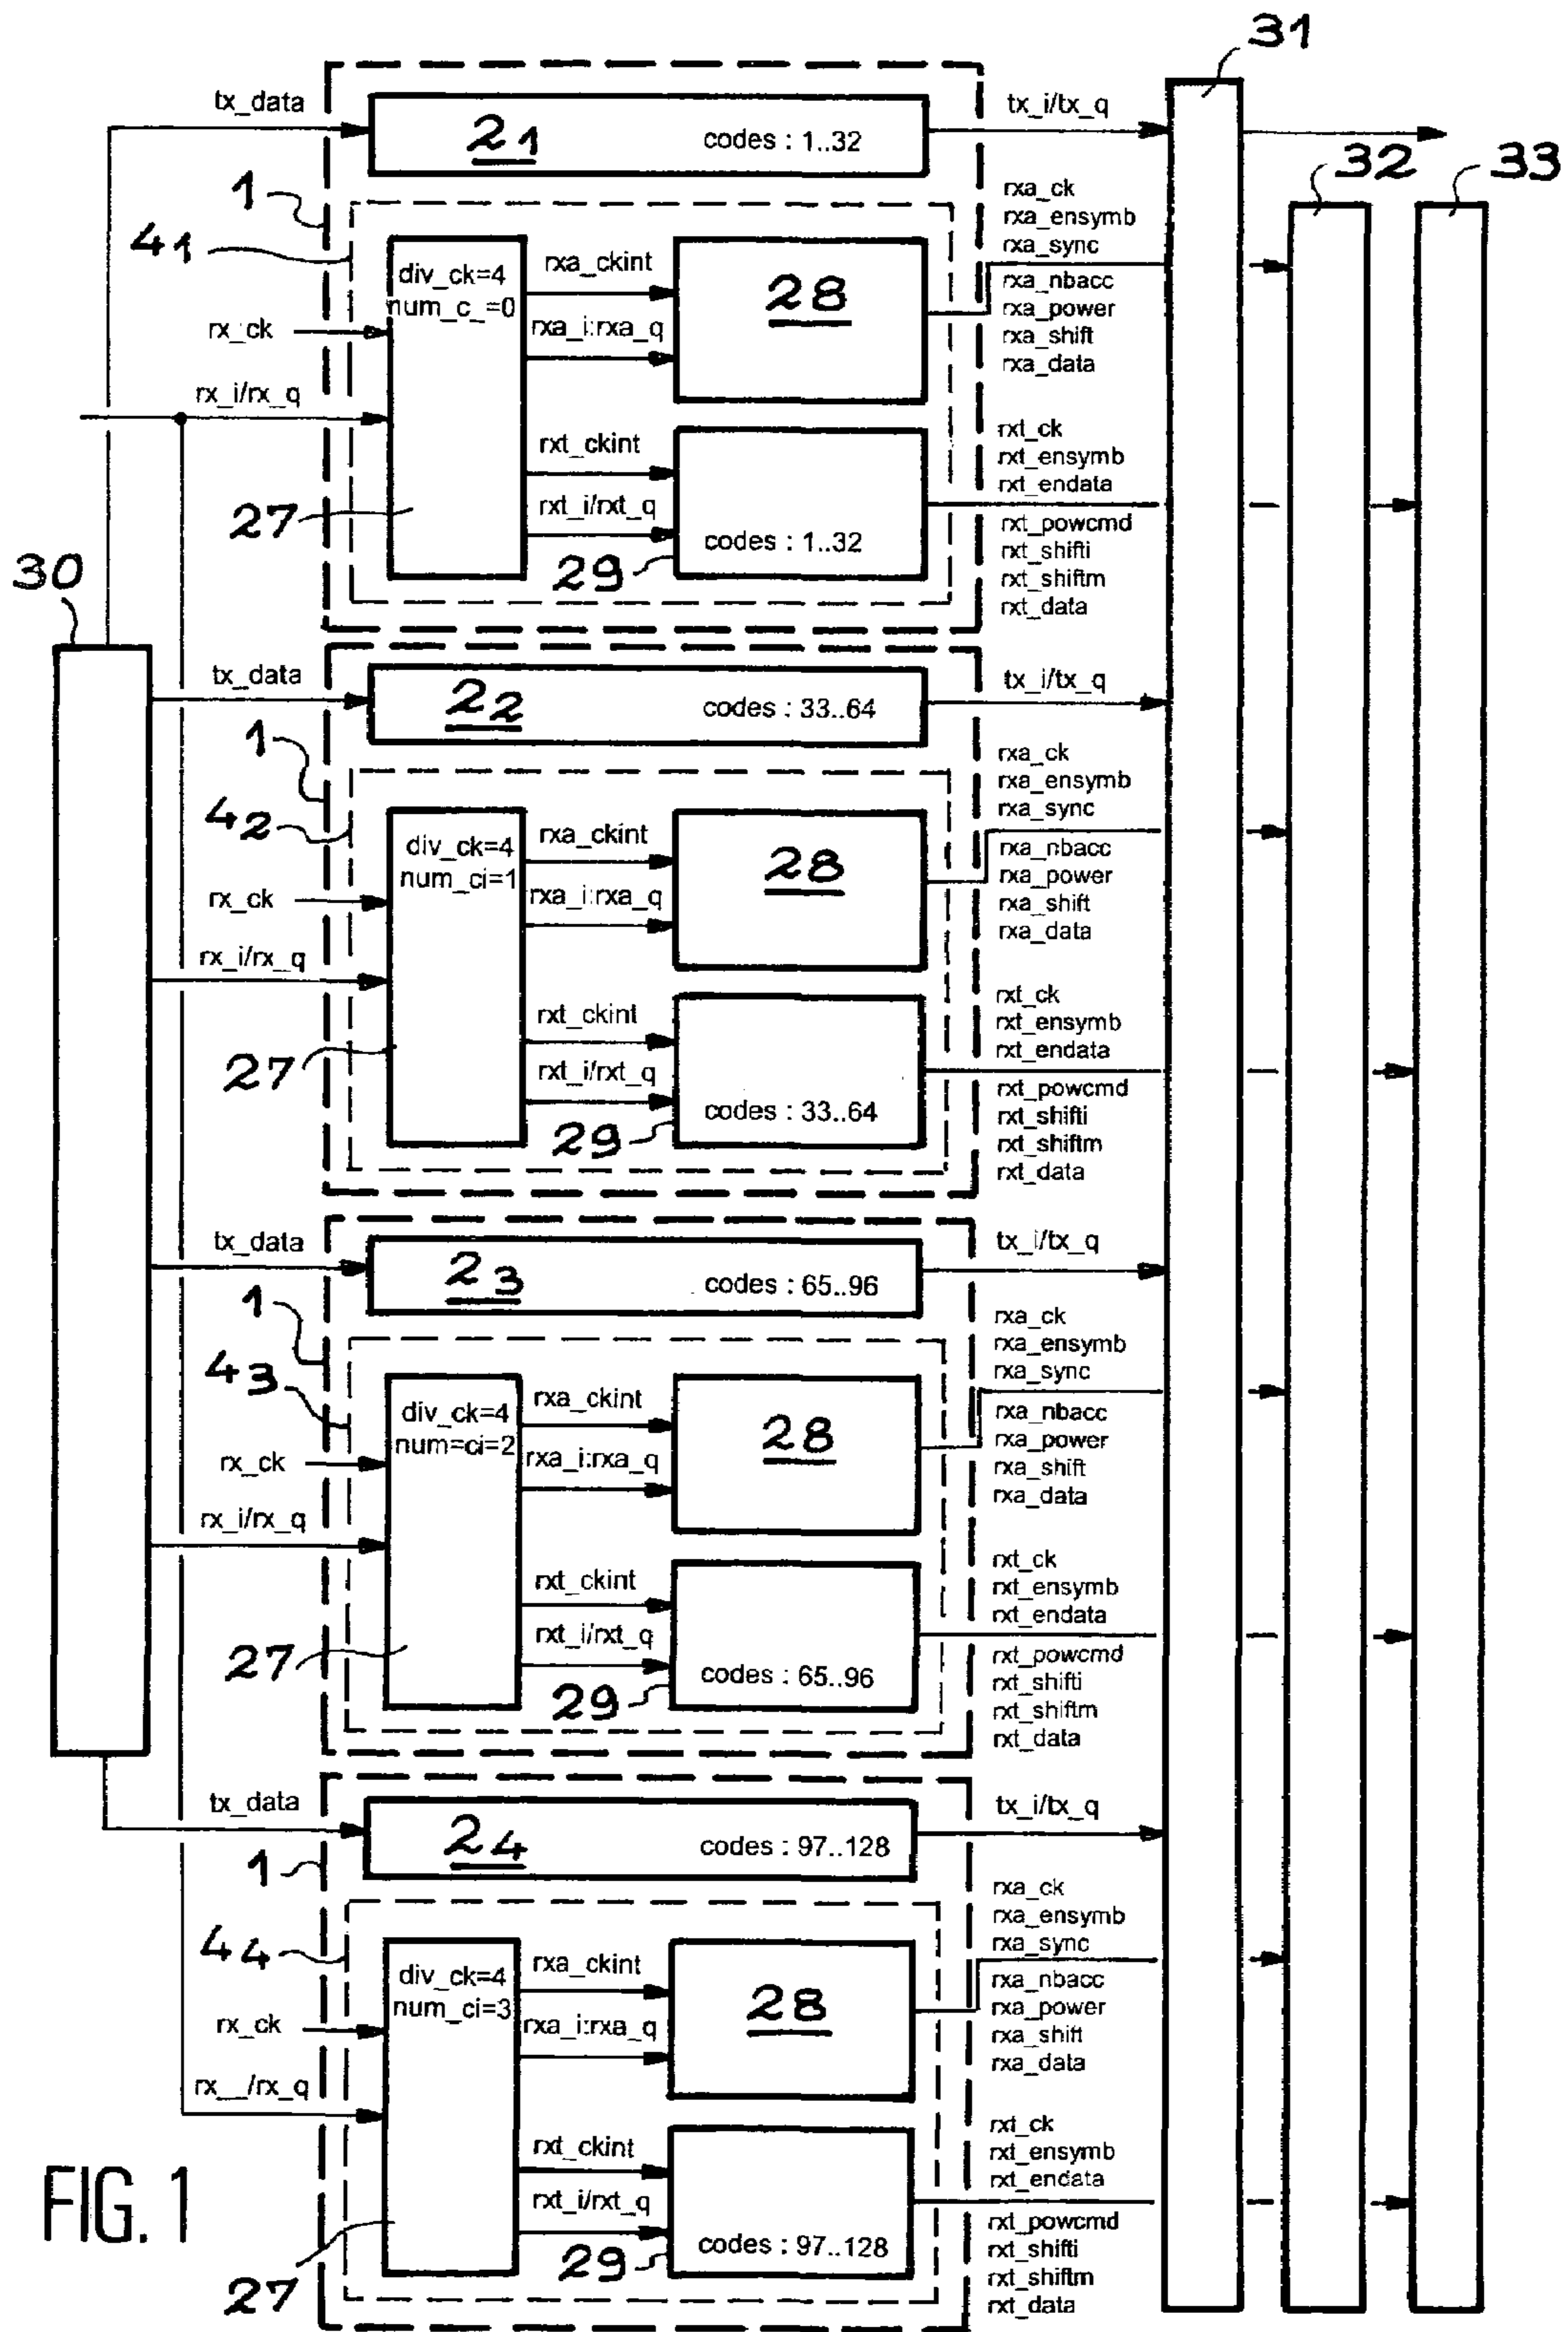 31
tx_data
21 codes : 1..32
tx_i/tx_q
32
33
1
41
div_ck=4
num_c_=0
rx_ck
rx_i/rx_q
rxa_ckint
rxa_i:rxa_q
28
rxa_ck
rxa_ensymb
rxa_sync
rxa_nbacc
rxa_power
rxa_shift
rxa_data
rxt_ckint
rxt_i/rxt_q
27
29
codes : 1..32
rxt_ck
rxt_ensymb
rxt_endata
rxt_powcmd
rxt_shifti
rxt_shiftm
rxt_data
30
tx_data
22 codes : 33..64
tx_i/tx_q
1
42
div_ck=4
num_ci=1
rx_ck
rx_i/rx_q
rxa_ckint
rxa_i:rxa_q
28
rxa_ck
rxa_ensymb
rxa_sync
rxa_nbacc
rxa_power
rxa_shift
rxa_data
rxt_ckint
rxt_i/rxt_q
27
29
codes : 33..64
rxt_ck
rxt_ensymb
rxt_endata
rxt_powcmd
rxt_shifti
rxt_shiftm
rxt_data
tx_data
23 codes : 65..96
tx_i/tx_q
1
43
div_ck=4
num=ci=2
rx_ck
rx_i/rx_q
rxa_ckint
rxa_i:rxa_q
28
rxa_ck
rxa_ensymb
rxa_sync
rxa_nbacc
rxa_power
rxa_shift
rxa_data
rxt_ckint
rxt_i/rxt_q
27
29
codes : 65..96
rxt_ck
rxt_ensymb
rxt_endata
rxt_powcmd
rxt_shifti
rxt_shiftm
rxt_data
tx_data
24 codes : 97..128
tx_i/tx_q
1
44
div_ck=4
num_ci=3
rx_ck
rx__/rx_q
rxa_ckint
rxa_i:rxa_q
28
rxa_ck
rxa_ensymb
rxa_sync
rxa_nbacc
rxa_power
rxa_shift
rxa_data
rxt_ckint
rxt_i/rxt_q
27
29
codes : 97..128
rxt_ck
rxt_ensymb
rxt_endata
rxt_powcmd
rxt_shifti
rxt_shiftm
rxt_data
FIG. 1